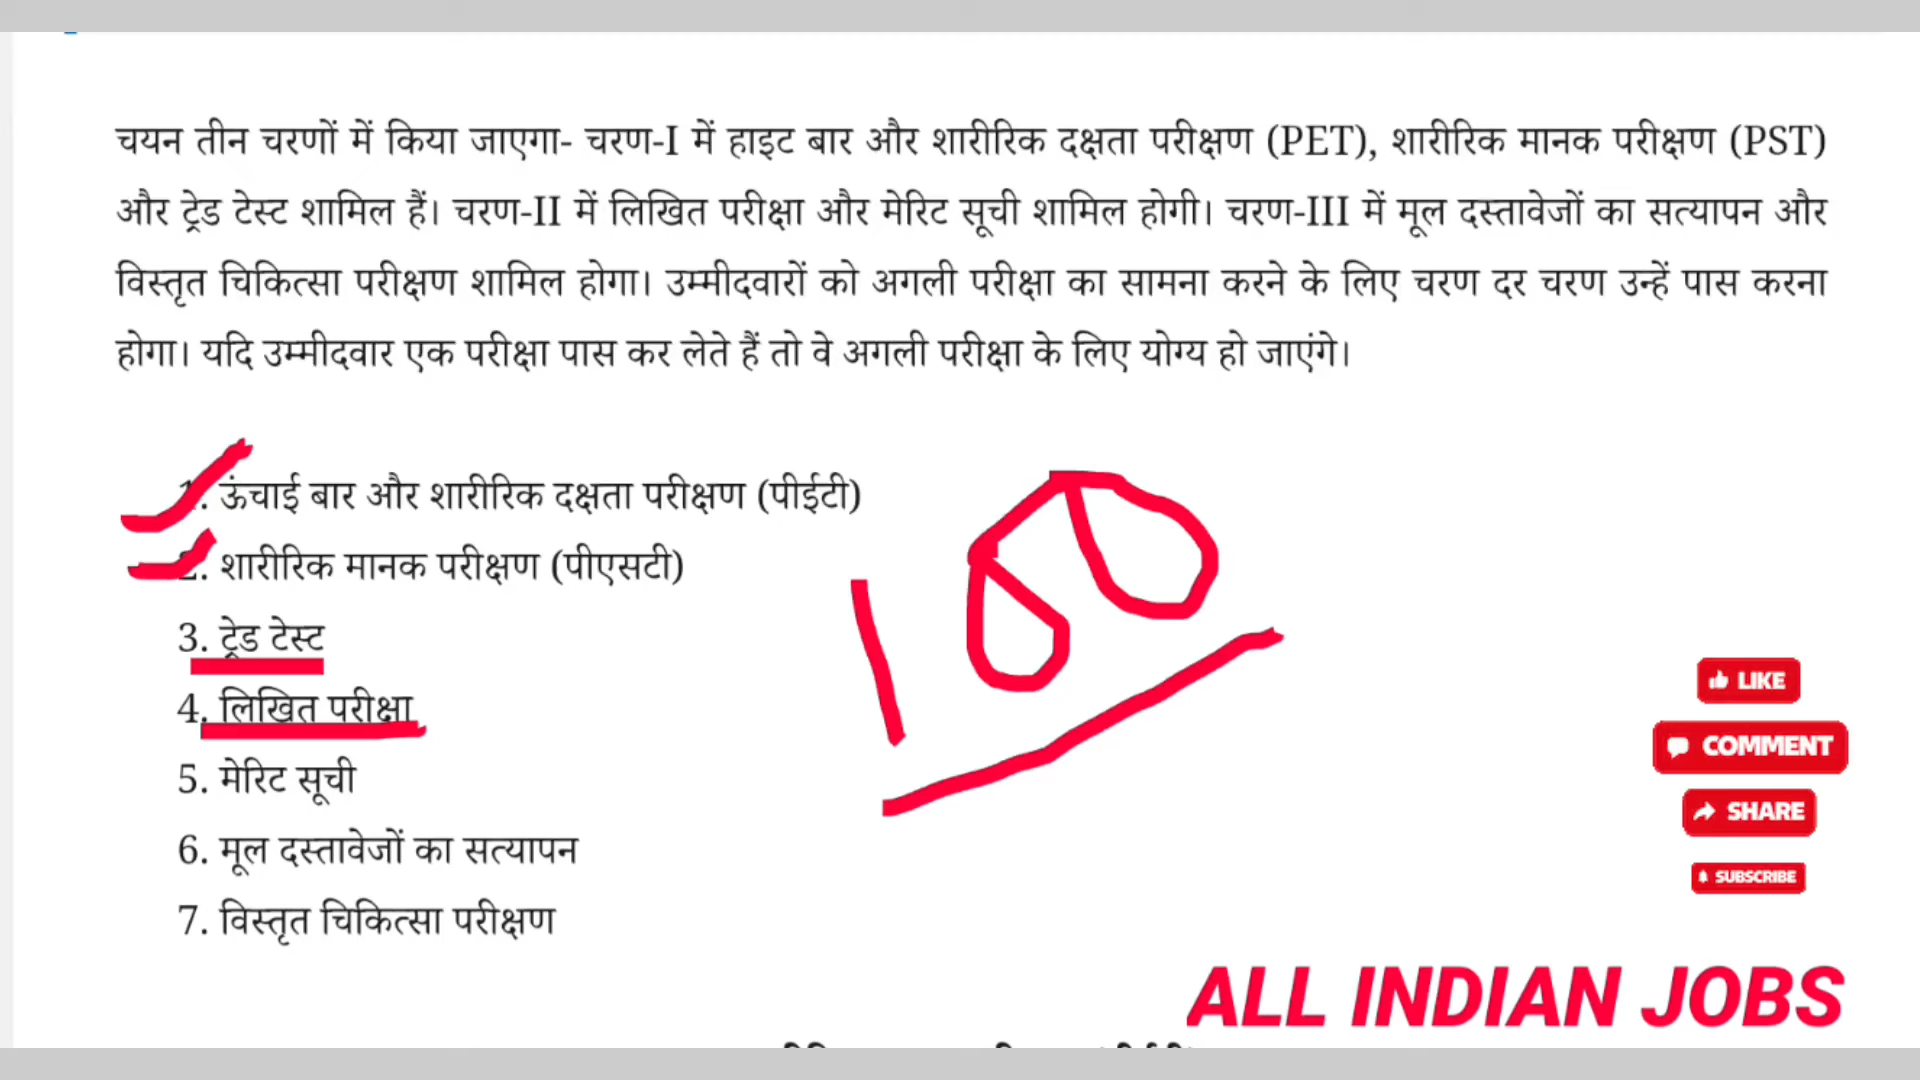 चयन तीन चरणों में किया जाएगा- चरण-I में हाइट बार और शारीरिक दक्षता परीक्षण (PET), शारीरिक मानक परीक्षण (PST)
और ट्रेड टेस्ट शामिल हैं। चरण-II में लिखित परीक्षा और मेरिट सूची शामिल होगी। चरण-III में मूल दस्तावेजों का सत्यापन और
विस्तृत चिकित्सा परीक्षण शामिल होगा। उम्मीदवारों को अगली परीक्षा का सामना करने के लिए चरण दर चरण उन्हें पास करना
होगा। यदि उम्मीदवार एक परीक्षा पास कर लेते हैं तो वे अगली परीक्षा के लिए योग्य हो जाएंगे।
1. ऊंचाई बार और शारीरिक दक्षता परीक्षण (पीईटी)
2. शारीरिक मानक परीक्षण (पीएसटी)
3. ट्रेड टेस्ट
4. लिखित परीक्षा
5. मेरिट सूची
6. मूल दस्तावेजों का सत्यापन
7. विस्तृत चिकित्सा परीक्षण
100
LIKE
COMMENT
SHARE
SUBSCRIBE
ALL INDIAN JOBS